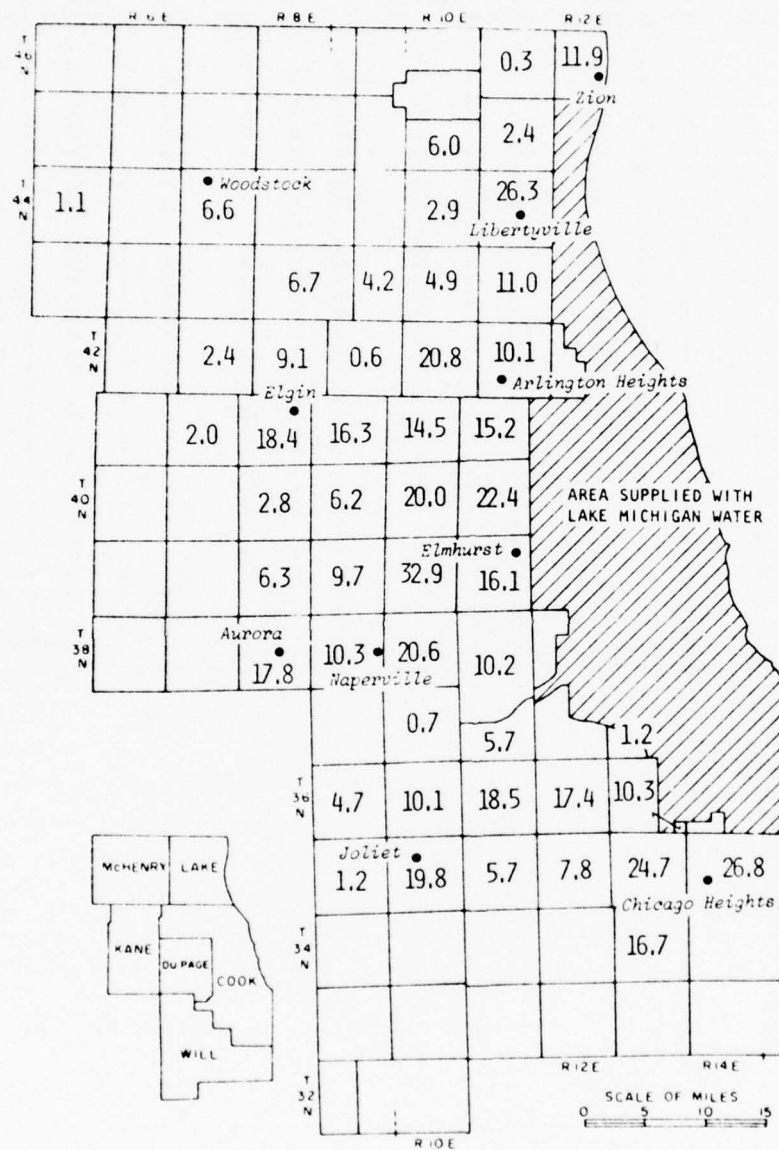 R 6 E R 8 E R 10 E R 12 E
T 46 N
0.3 11.9
Zion
6.0 2.4
T 44 N
1.1 Woodstock 6.6 2.9 26.3
Libertyville
6.7 4.2 4.9 11.0
T 42 N
2.4 9.1 0.6 20.8 10.1
Arlington Heights
Elgin
2.0 18.4 16.3 14.5 15.2
T 40 N
2.8 6.2 20.0 22.4
AREA SUPPLIED WITH
LAKE MICHIGAN WATER
Elmhurst
6.3 9.7 32.9 16.1
T 38 N
Aurora
17.8 10.3 20.6 10.2
Naperville
0.7 5.7 1.2
T 36 N
4.7 10.1 18.5 17.4 10.3
Joliet
1.2 19.8 5.7 7.8 24.7 26.8
Chicago Heights
T 34 N
16.7
MCHENRY LAKE
KANE
DU PAGE
COOK
WILL
T 32 N
R 12 E R 14 E
R 10 E
SCALE OF MILES
0 5 10 15